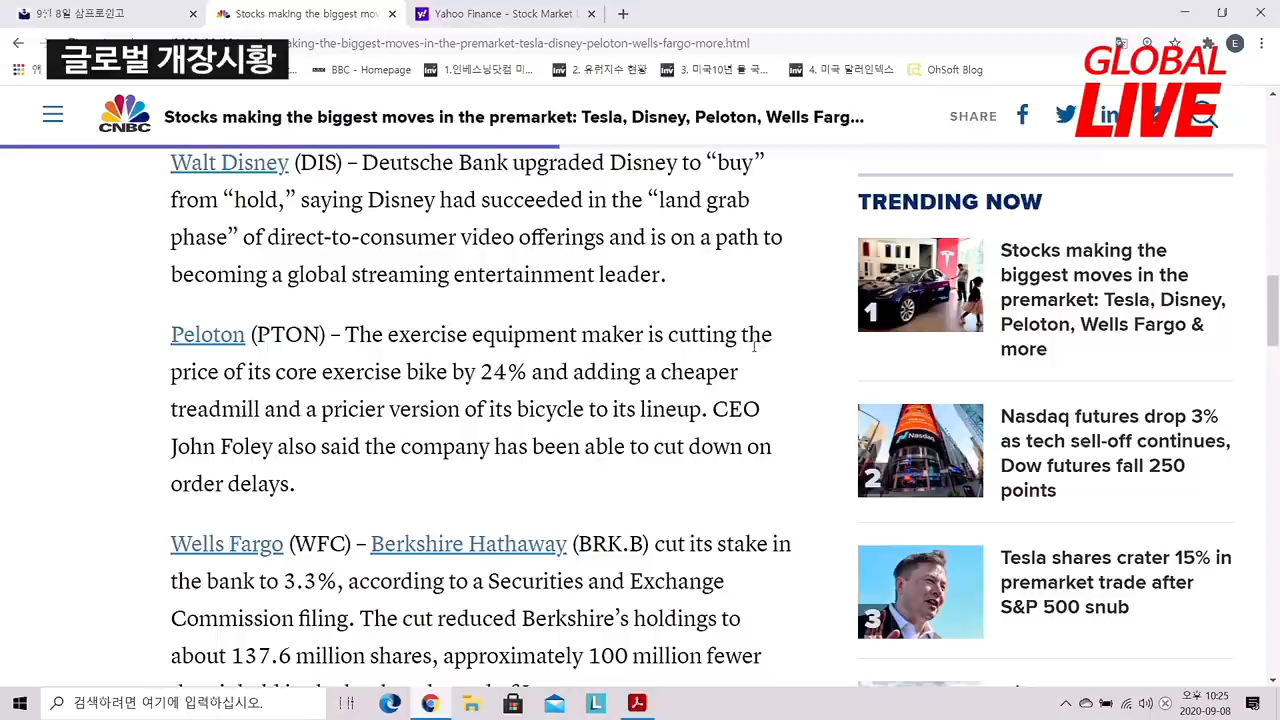 9월 8일 삼프로원고
Stocks making the biggest mov
Yahoo Finance - Stock Market L
글로벌 개장시황
aking-the-biggest-moves-in-the-premarket-tesla-disney-peloton-wells-fargo-more.html
E
BBC - Homepage
1.인베스닝닷컴 미...
2. 유럽지수 현황
3. 미국10년 물 국...
4. 미국 달러인덱스
OhSoft Blog
GLOBAL
LIVE
CNBC
Stocks making the biggest moves in the premarket: Tesla, Disney, Peloton, Wells Farg...
SHARE
Walt Disney (DIS) – Deutsche Bank upgraded Disney to “buy”
from “hold,” saying Disney had succeeded in the “land grab
phase” of direct-to-consumer video offerings and is on a path to
becoming a global streaming entertainment leader.
Peloton (PTON) – The exercise equipment maker is cutting the
price of its core exercise bike by 24% and adding a cheaper
treadmill and a pricier version of its bicycle to its lineup. CEO
John Foley also said the company has been able to cut down on
order delays.
Wells Fargo (WFC) – Berkshire Hathaway (BRK.B) cut its stake in
the bank to 3.3%, according to a Securities and Exchange
Commission filing. The cut reduced Berkshire’s holdings to
about 137.6 million shares, approximately 100 million fewer
TRENDING NOW
1
Stocks making the
biggest moves in the
premarket: Tesla, Disney,
Peloton, Wells Fargo &
more
Nasdaq
2
Nasdaq futures drop 3%
as tech sell-off continues,
Dow futures fall 250
points
3
Tesla shares crater 15% in
premarket trade after
S&P 500 snub
검색하려면 여기에 입력하십시오.
오후 10:25
2020-09-08